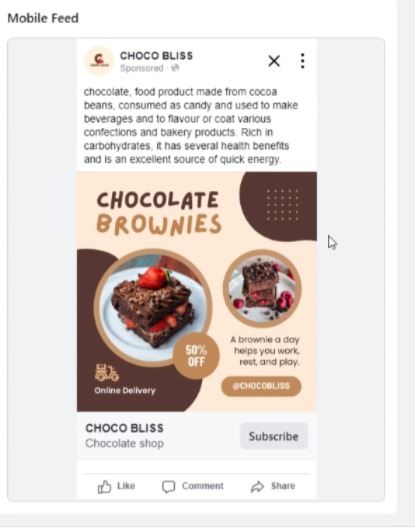 Mobile Feed
CHOCO BLISS
Sponsored ·
chocolate, food product made from cocoa
beans, consumed as candy and used to make
beverages and to flavour or coat various
confections and bakery products. Rich in
carbohydrates, it has several health benefits
and is an excellent source of quick energy.
CHOCOLATE
BROWNIES
50%
OFF
A brownie a day
helps you work,
rest, and play.
@CHOCOBLISS
Online Delivery
CHOCO BLISS
Chocolate shop
Subscribe
Like
Comment
Share